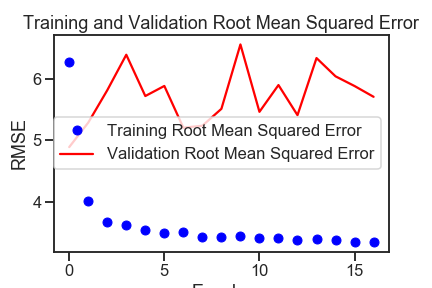 Training and Validation Root Mean Squared Error
RMSE
6
5
4
Training Root Mean Squared Error
Validation Root Mean Squared Error
0 5 10 15